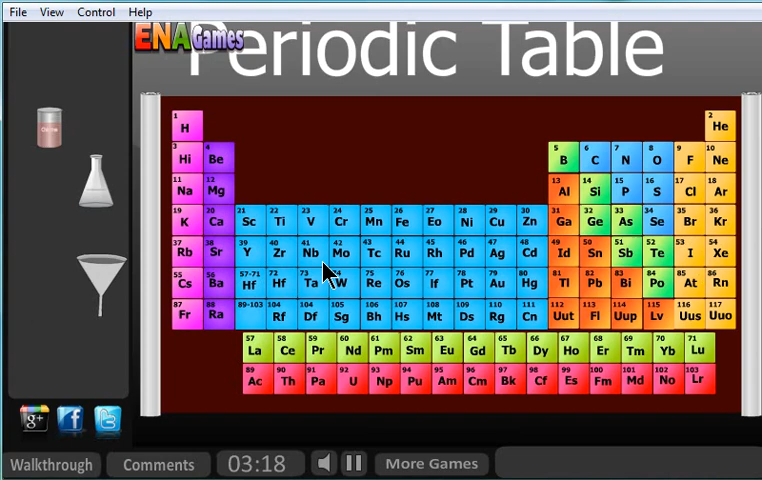 File View Control Help
ENAGames
Periodic Table
1 H 2 He
3 Hi 4 Be 5 B 6 C 7 N 8 O 9 F 10 Ne
11 Na 12 Mg 13 Al 14 Si 15 P 16 S 17 Cl 18 Ar
19 K 20 Ca 21 Sc 22 Ti 23 V 24 Cr 25 Mn 26 Fe 27 Eo 28 Ni 29 Cu 30 Zn 31 Ga 32 Ge 33 As 34 Se 35 Br 36 Kr
37 Rb 38 Sr 39 Y 40 Zr 41 Nb 42 Mo 43 Tc 44 Ru 45 Rh 46 Pd 47 Ag 48 Cd 49 Id 50 Sn 51 Sb 52 Te 53 I 54 Xe
55 Cs 56 Ba 57-71 Hf 72 Hf 73 Ta W 75 Re 76 Os 77 If 78 Pt 79 Au 80 Hg 81 Tl 82 Pb 83 Bi 84 Po 85 At 86 Rn
87 Fr 88 Ra 89-103 104 Rf 104 Df 105 Sg 106 Bh 107 Hs 108 Mt 109 Ds 110 Rg 111 Cn 112 Uut 113 Fl 114 Uup 115 Lv 116 Uus 117 Uuo
57 La 58 Ce 59 Pr 60 Nd 61 Pm 62 Sm 63 Eu 64 Gd 65 Tb 66 Dy 67 Ho 68 Er 69 Tm 70 Yb 71 Lu
89 Ac 90 Th 91 Pa 92 U 93 Np 94 Pu 95 Am 96 Cm 97 Bk 98 Cf 99 Es 100 Fm 101 Md 102 No 103 Lr
g+ f
Walkthrough Comments 03:18 More Games